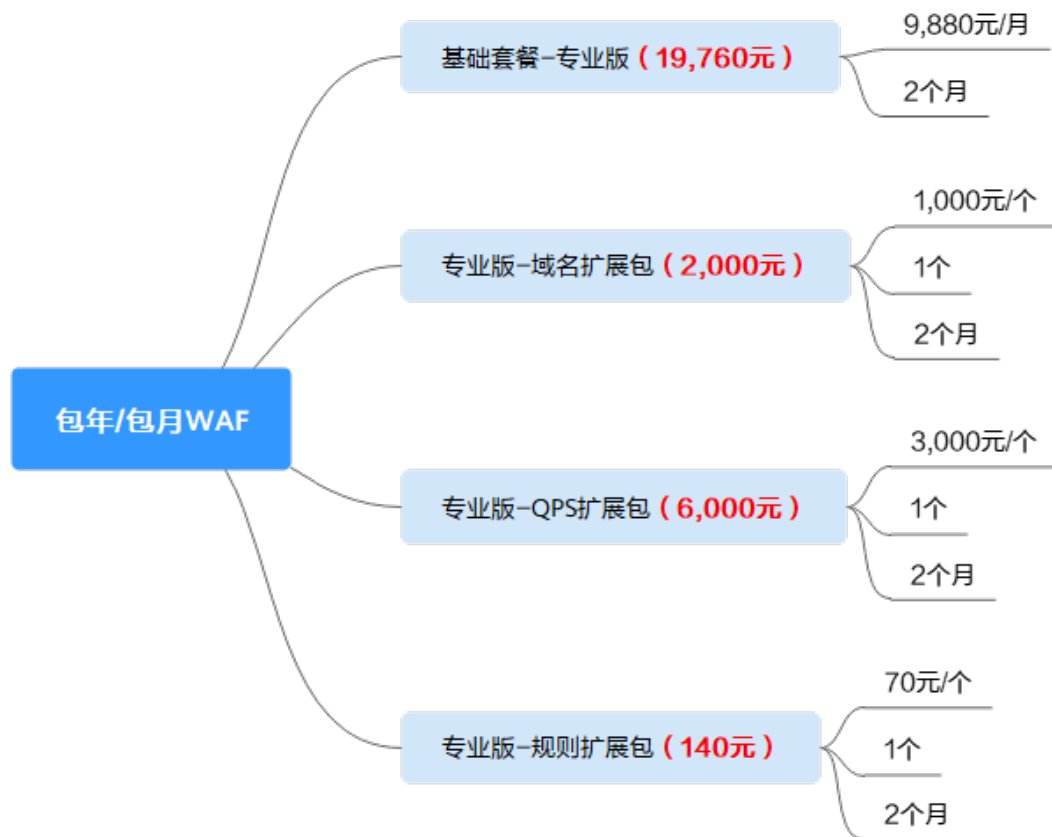 9,880元/月
基础套餐–专业版（19,760元）
2个月
1,000元/个
专业版–域名扩展包（2,000元）
1个
2个月
包年/包月WAF
3,000元/个
专业版–QPS扩展包（6,000元）
1个
2个月
70元/个
专业版–规则扩展包（140元）
1个
2个月